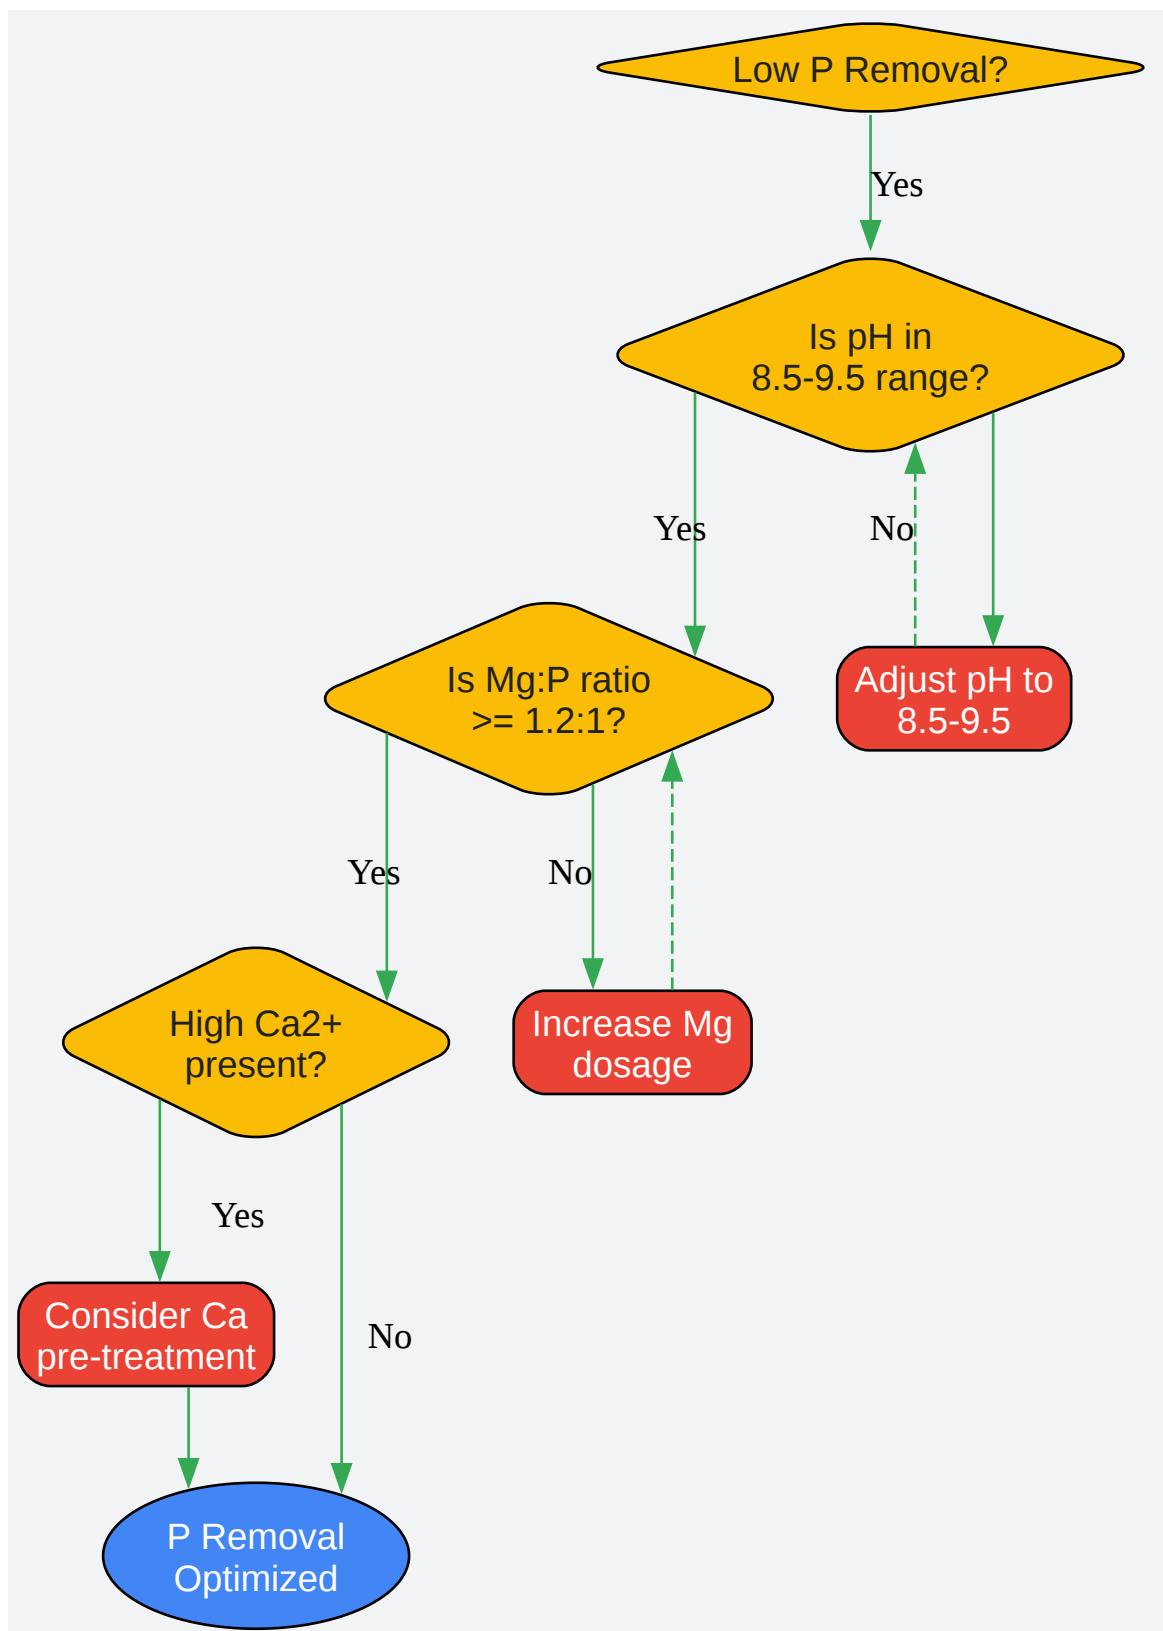 Low P Removal?
Yes
Is pH in
8.5-9.5 range?
Yes
No
Is Mg:P ratio
>= 1.2:1?
Adjust pH to
8.5-9.5
Yes
No
High Ca2+
present?
Increase Mg
dosage
Yes
Consider Ca
pre-treatment
No
P Removal
Optimized